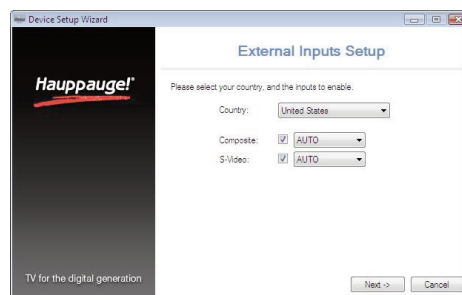 Device Setup Wizard
External Inputs Setup
Hauppauge!
Please select your country, and the inputs to enable.
Country: United States
Composite: AUTO
S-Video: AUTO
TV for the digital generation
Next -> Cancel